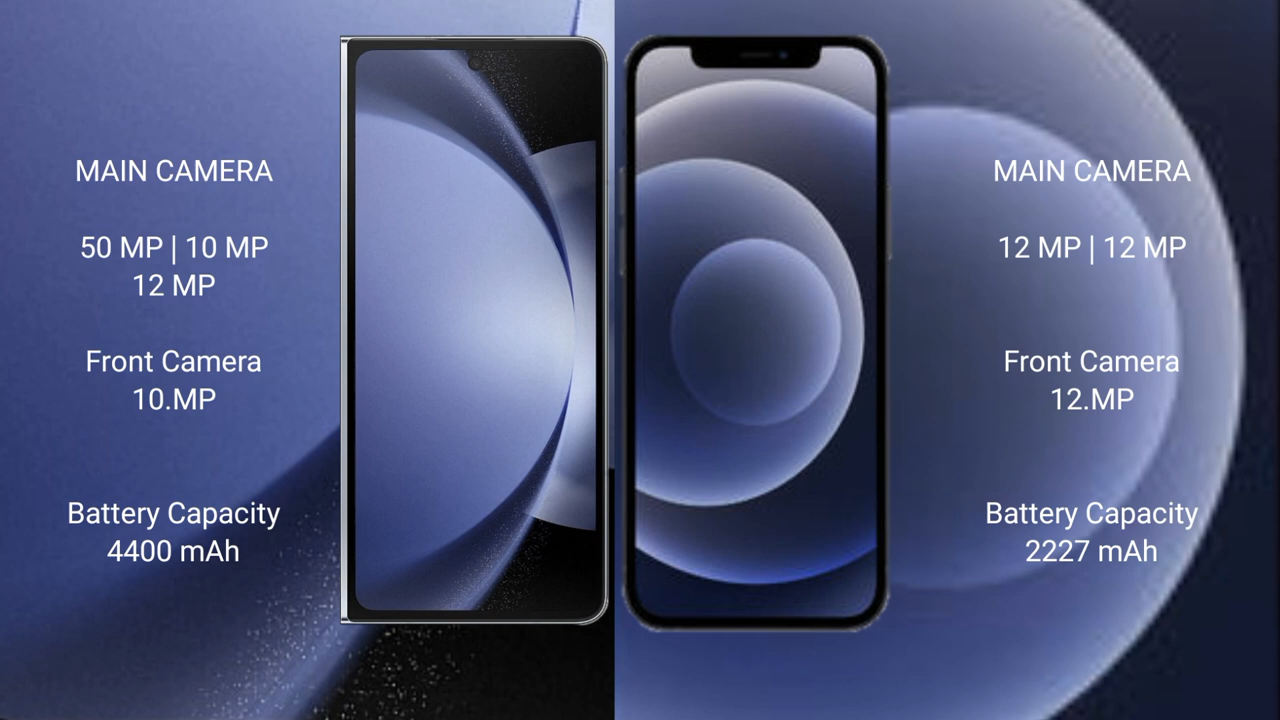 MAIN CAMERA
50 MP | 10 MP
12 MP
Front Camera
10.MP
Battery Capacity
4400 mAh
MAIN CAMERA
12 MP | 12 MP
Front Camera
12.MP
Battery Capacity
2227 mAh